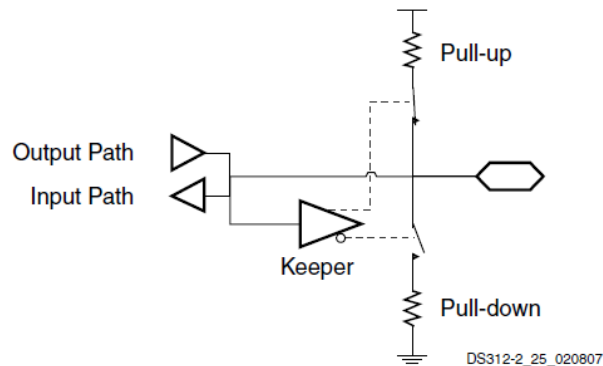 Pull-up
Output Path
Input Path
Keeper
Pull-down
DS312-2_25_020807